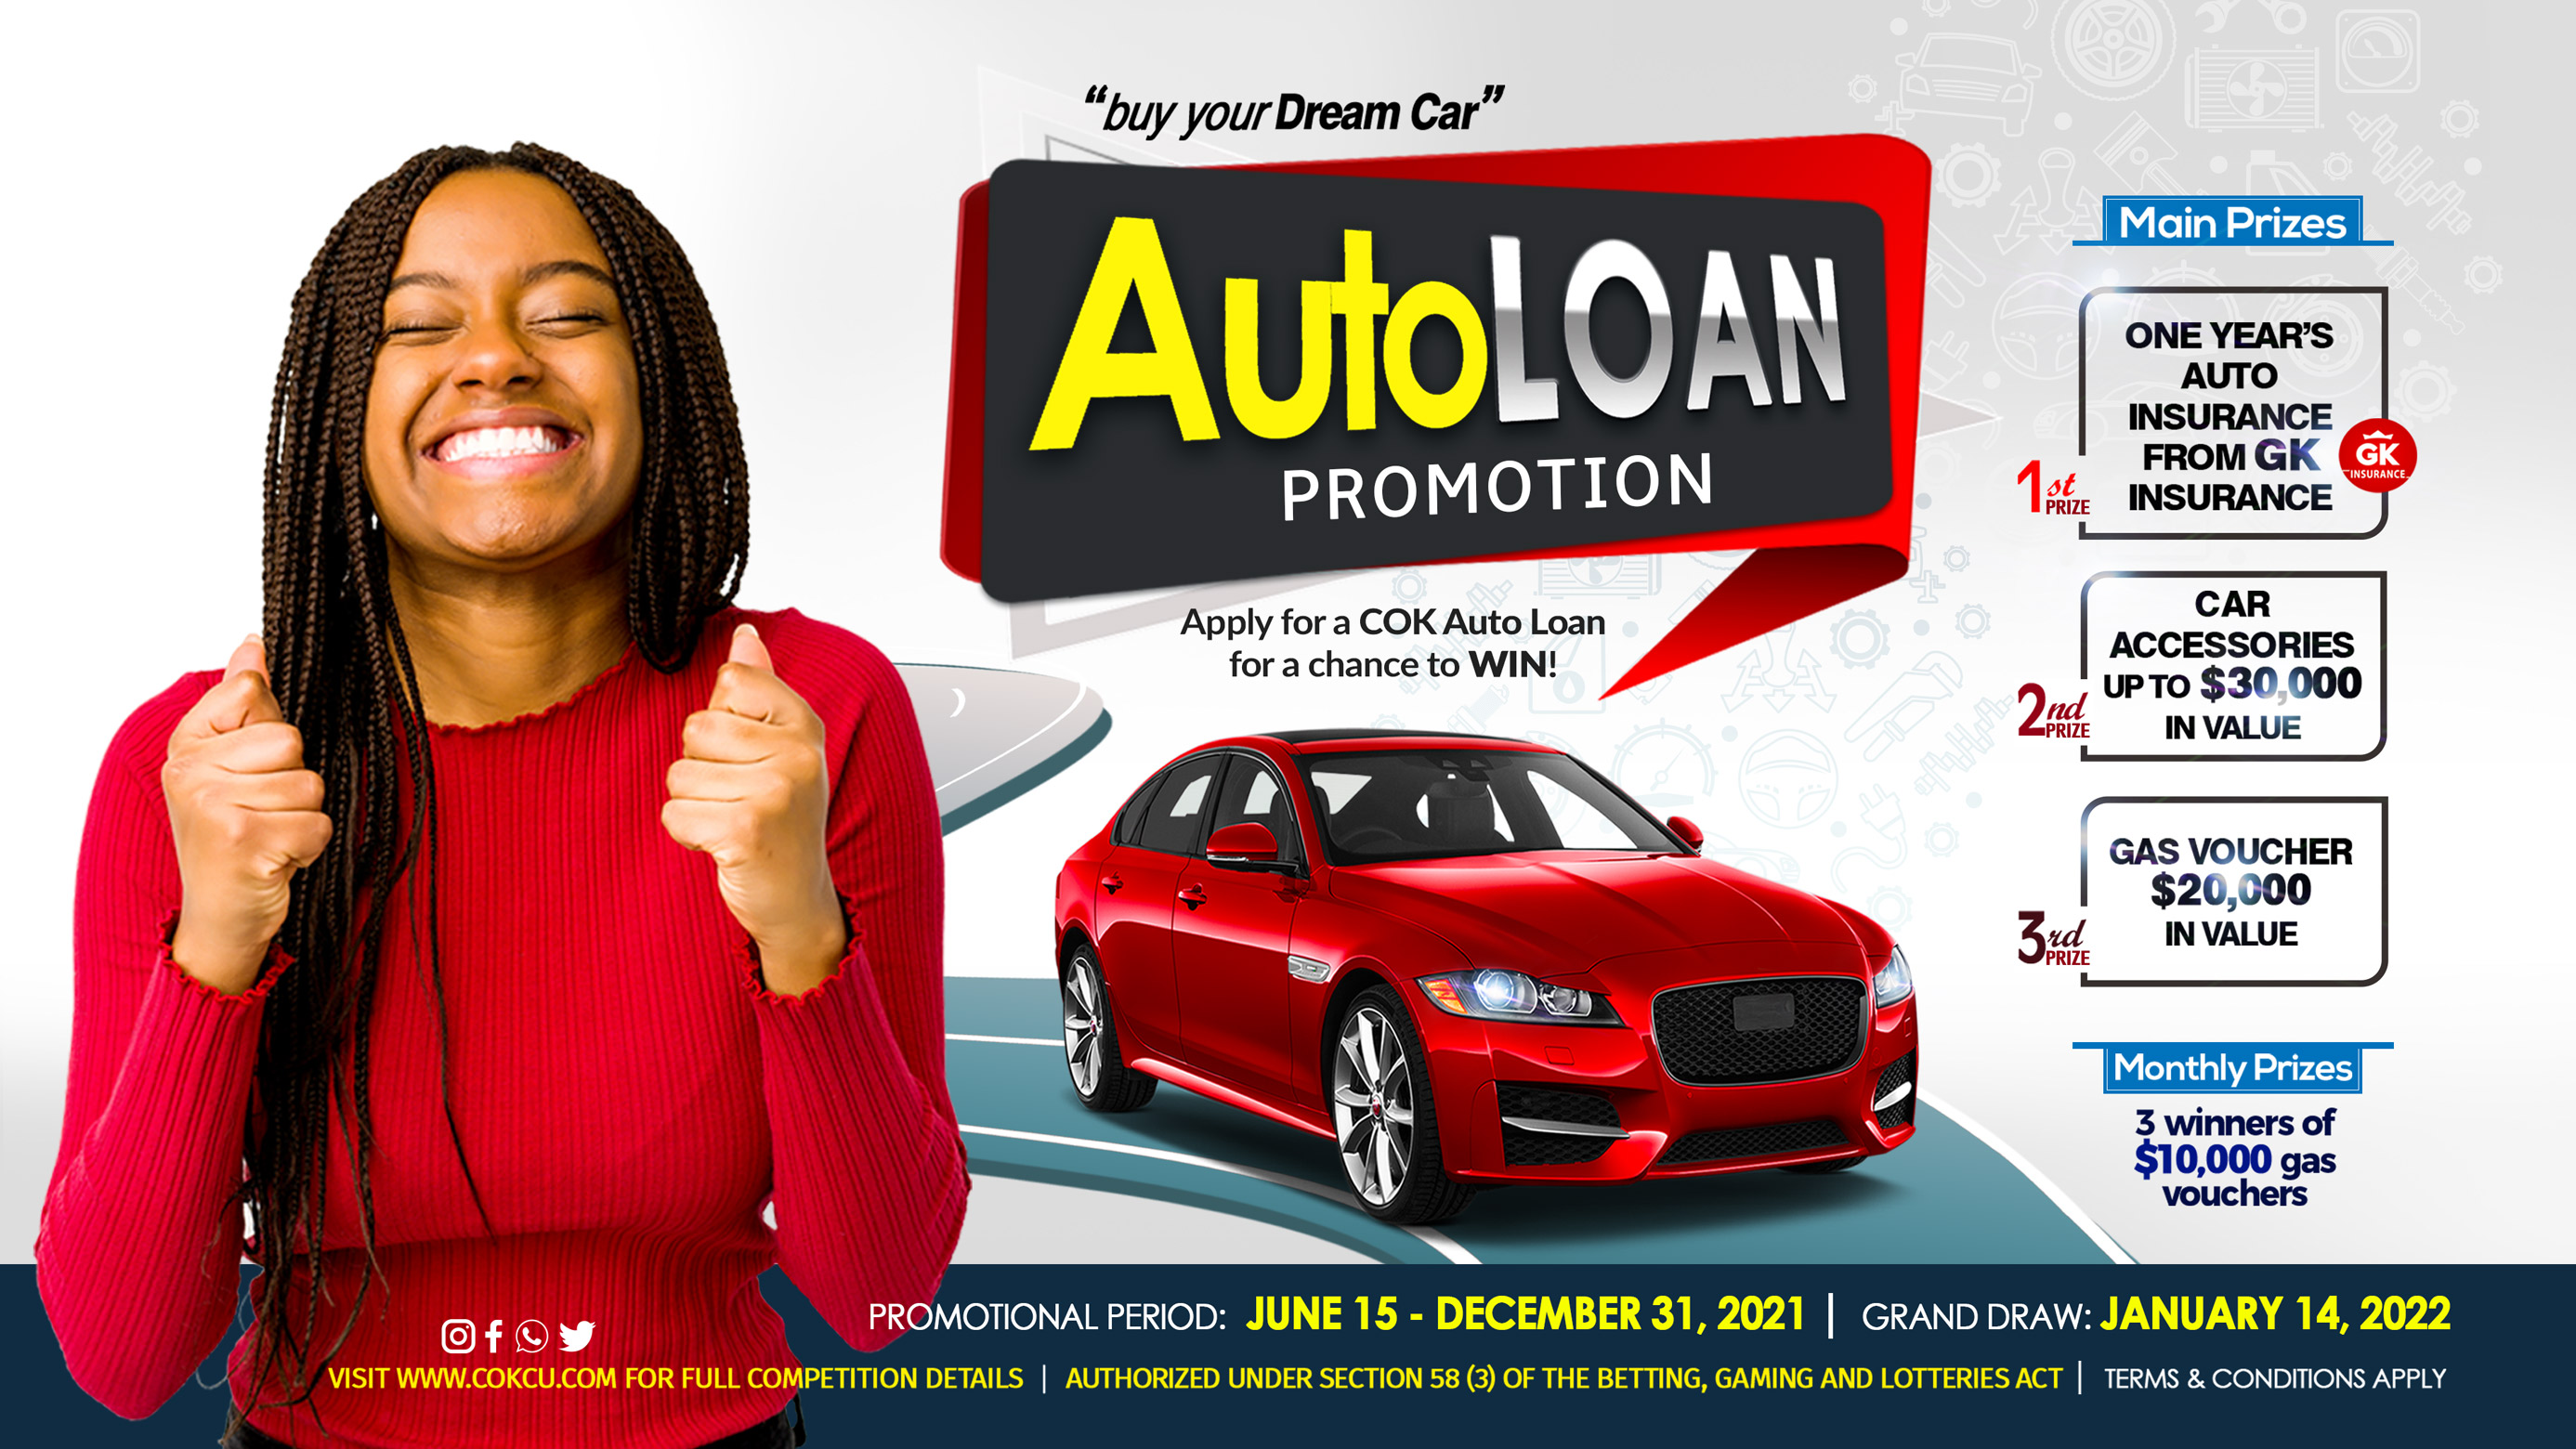 “buy your Dream Car”
AutoLOAN
PROMOTION
Apply for a COK Auto Loan
for a chance to WIN!
Main Prizes
1st PRIZE
ONE YEAR’S
AUTO
INSURANCE
FROM GK
INSURANCE
GK
INSURANCE
2nd PRIZE
CAR
ACCESSORIES
UP TO $30,000
IN VALUE
3rd PRIZE
GAS VOUCHER
$20,000
IN VALUE
Monthly Prizes
3 winners of
$10,000 gas
vouchers
PROMOTIONAL PERIOD: JUNE 15 - DECEMBER 31, 2021 | GRAND DRAW: JANUARY 14, 2022
VISIT WWW.COKCU.COM FOR FULL COMPETITION DETAILS | AUTHORIZED UNDER SECTION 58 (3) OF THE BETTING, GAMING AND LOTTERIES ACT | TERMS & CONDITIONS APPLY